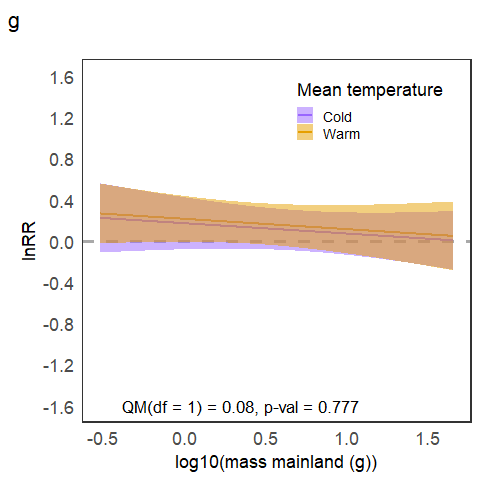 g
Mean temperature
Cold
Warm
lnRR
1.6
1.2
0.8
0.4
0.0
-0.4
-0.8
-1.2
-1.6
QM(df = 1) = 0.08, p-val = 0.777
-0.5 0.0 0.5 1.0 1.5
log10(mass mainland (g))